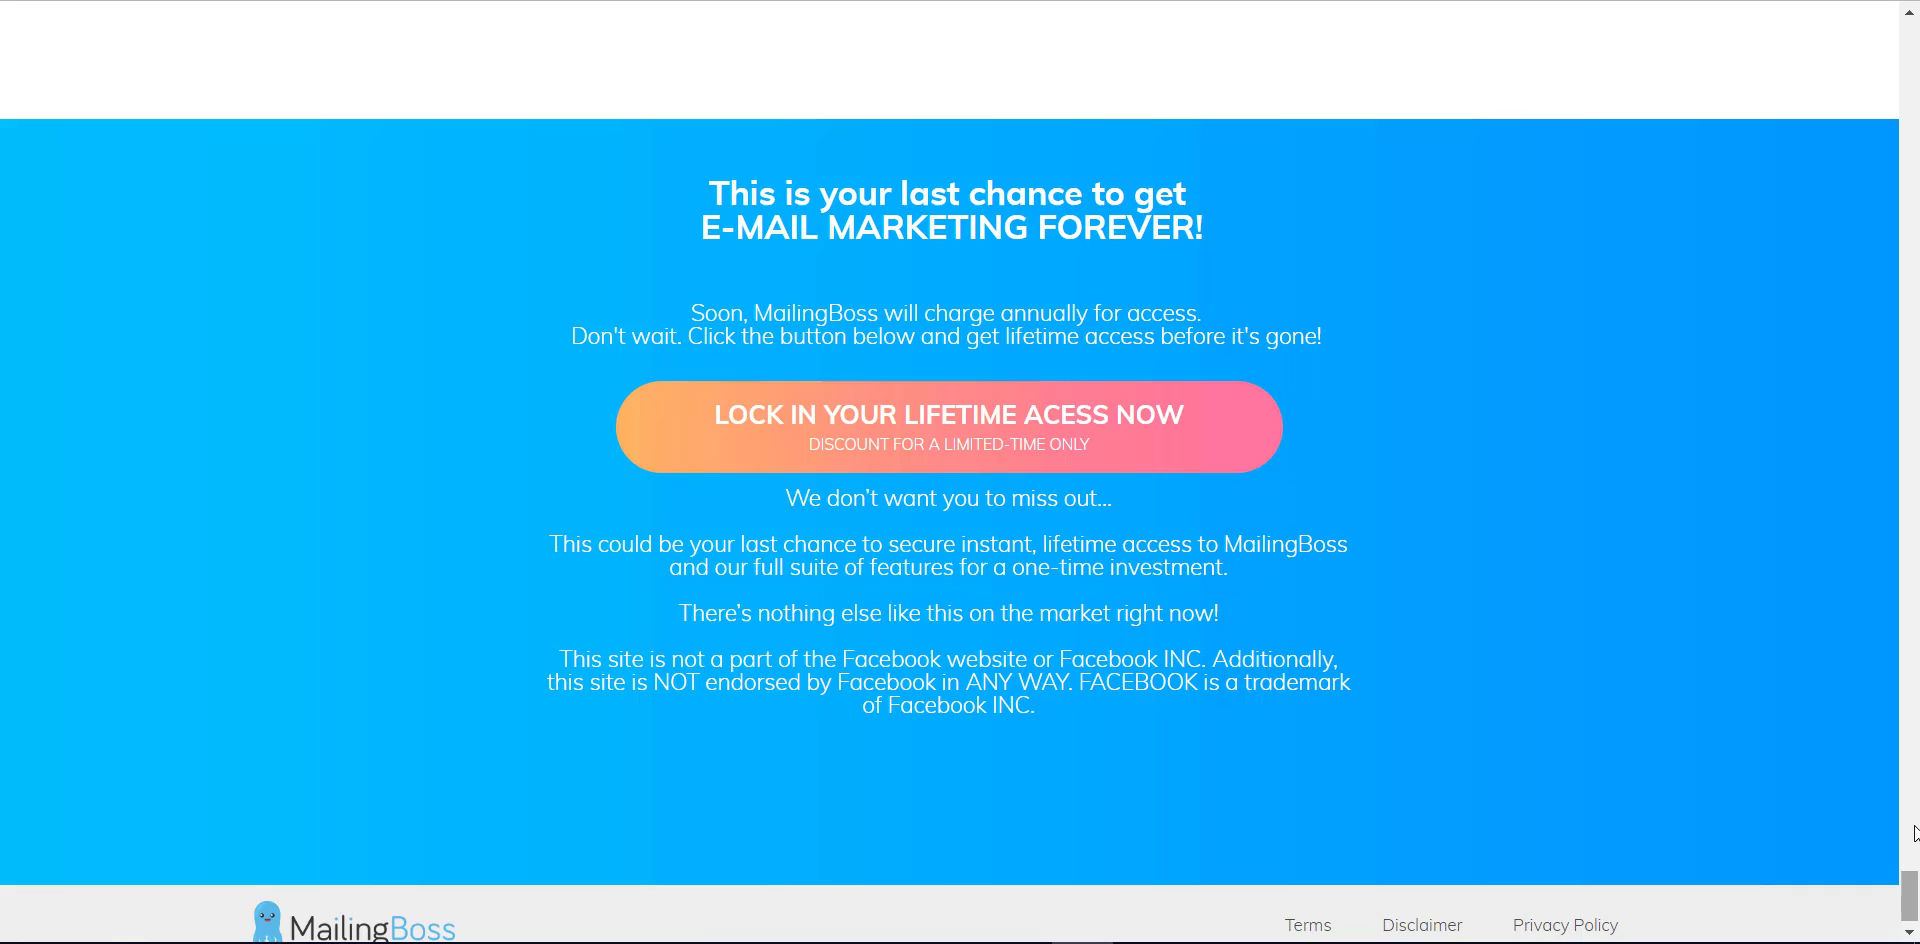 This is your last chance to get
E-MAIL MARKETING FOREVER!
Soon, MailingBoss will charge annually for access.
Don't wait. Click the button below and get lifetime access before it's gone!
LOCK IN YOUR LIFETIME ACESS NOW
DISCOUNT FOR A LIMITED-TIME ONLY
We don’t want you to miss out...
This could be your last chance to secure instant, lifetime access to MailingBoss
and our full suite of features for a one-time investment.
There’s nothing else like this on the market right now!
This site is not a part of the Facebook website or Facebook INC. Additionally,
this site is NOT endorsed by Facebook in ANY WAY. FACEBOOK is a trademark
of Facebook INC.
MailingBoss
Terms Disclaimer Privacy Policy